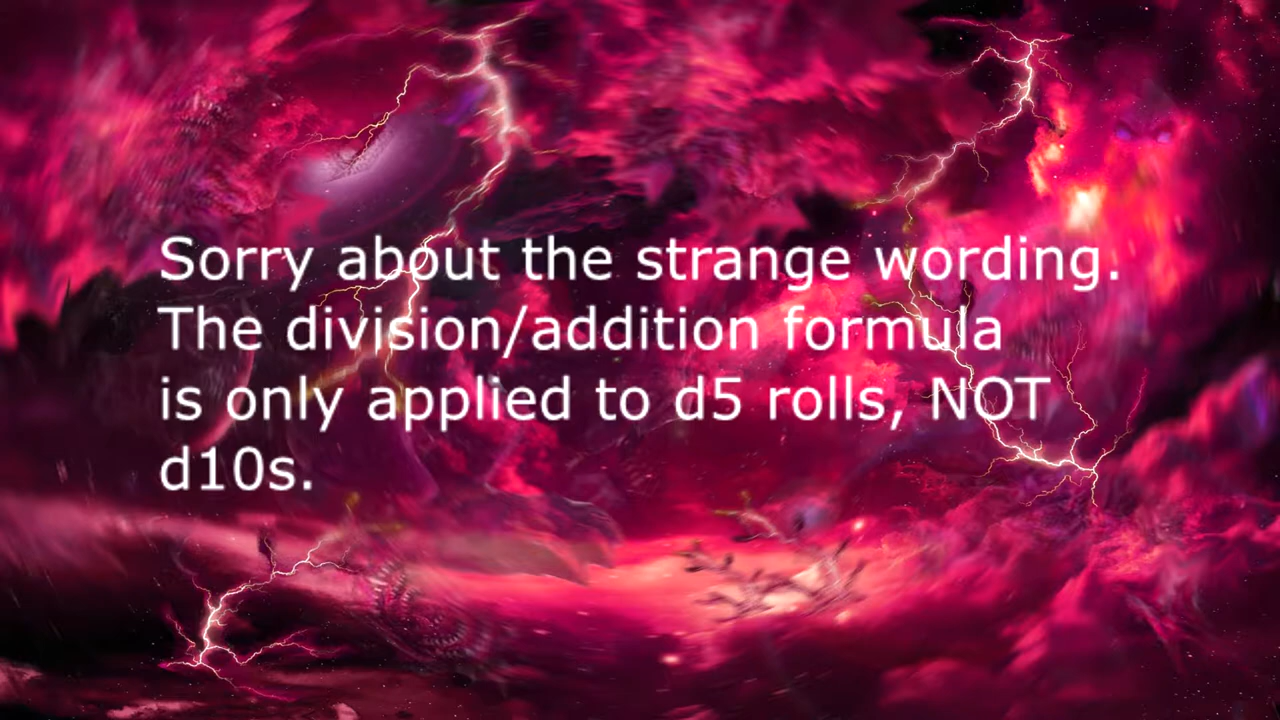 Sorry about the strange wording.
The division/addition formula
is only applied to d5 rolls, NOT
d10s.